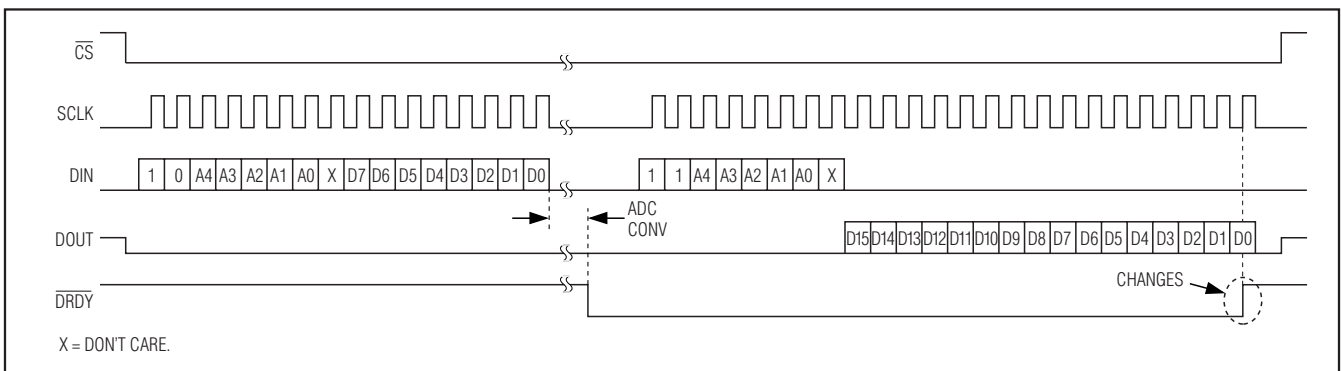 CS
SCLK
DIN 1 0 A4 A3 A2 A1 A0 X D7 D6 D5 D4 D3 D2 D1 D0 1 1 A4 A3 A2 A1 A0 X
ADC
CONV
DOUT D15 D14 D13 D12 D11 D10 D9 D8 D7 D6 D5 D4 D3 D2 D1 D0
CHANGES
DRDY
X = DON'T CARE.